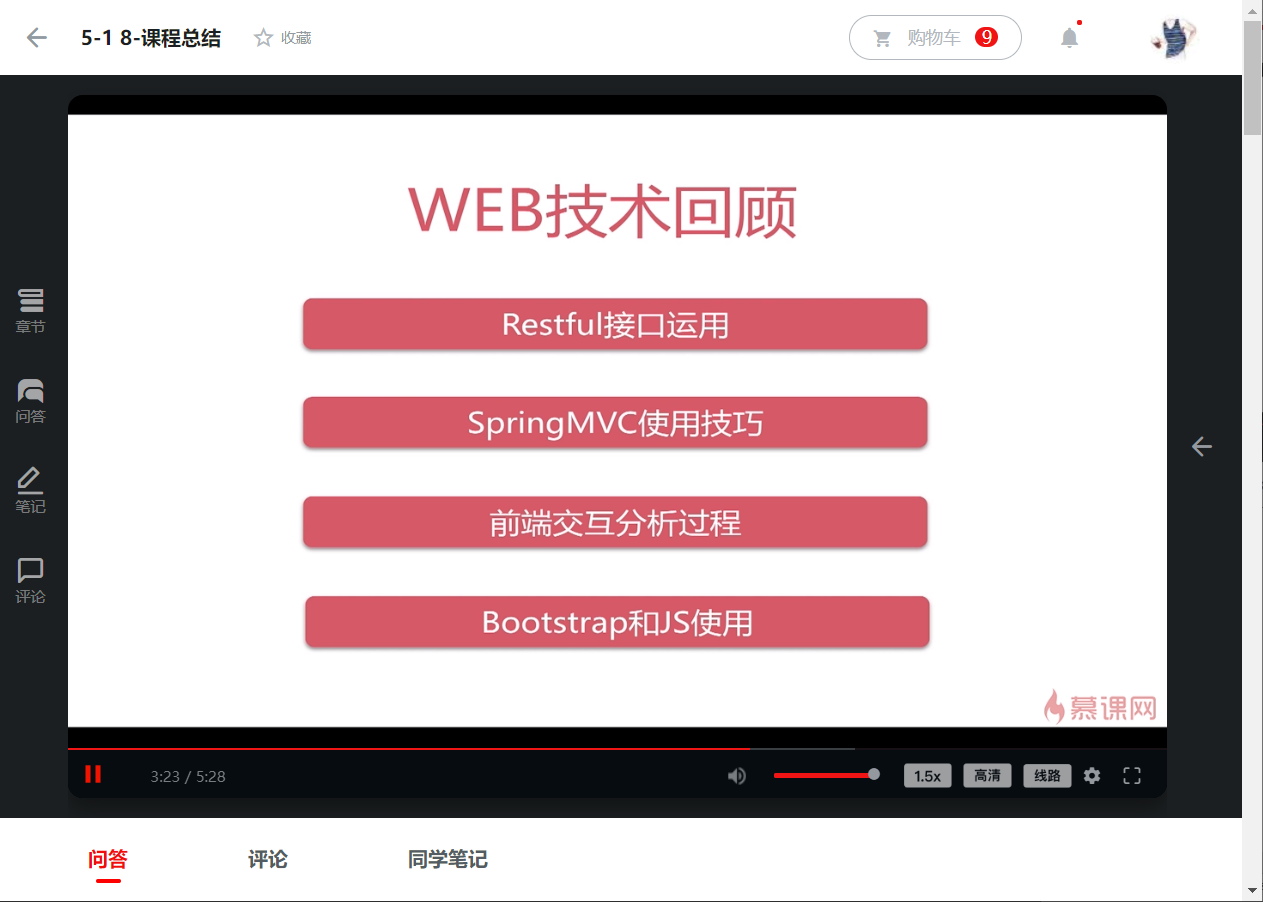 5-1 8-课程总结
收藏
购物车 9
WEB技术回顾
Restful接口运用
SpringMVC使用技巧
前端交互分析过程
Bootstrap和JS使用
慕课网
章节
问答
笔记
评论
3:23 / 5:28
1.5x 高清 线路
问答 评论 同学笔记